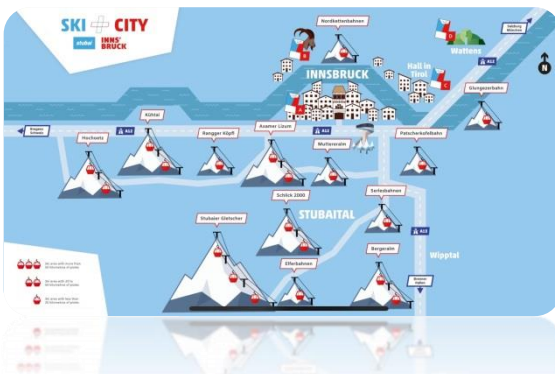 SKI CITY
stubai
INNS'
BRUCK
Nordkettenbahnen
B
D
Wattens
INNSBRUCK
Hall in
Tirol
C
A
A12
N
Glungezerbahn
Hochoetz
Kühtai
A12
Rangger Köpfl
Axamer Lizum
A12
Muttereralm
Patscherkofelbahn
Schlick 2000
Serlesbahnen
STUBAITAL
Stubaier Gletscher
Elferbahnen
Bergeralm
A13
Wipptal